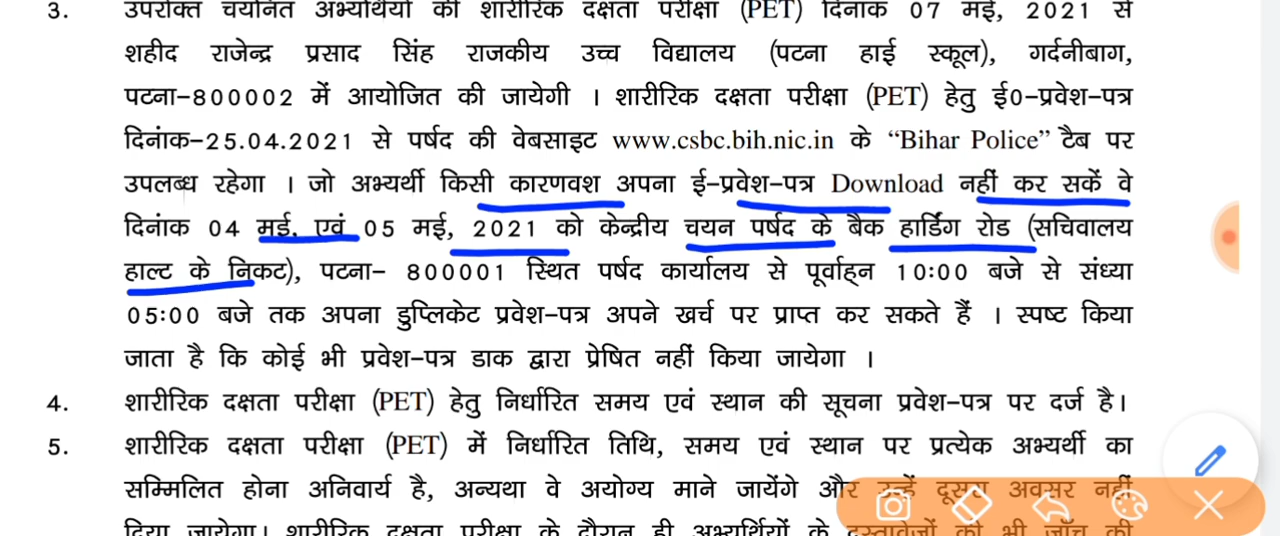 3. उपरोक्त चयनित अभ्यर्थियों की शारीरिक दक्षता परीक्षा (PET) दिनांक 07 मई, 2021 से
शहीद राजेन्द्र प्रसाद सिंह राजकीय उच्च विद्यालय (पटना हाई स्कूल), गर्दनीबाग,
पटना-800002 में आयोजित की जायेगी । शारीरिक दक्षता परीक्षा (PET) हेतु ई0-प्रवेश-पत्र
दिनांक-25.04.2021 से पर्षद की वेबसाइट www.csbc.bih.nic.in के “Bihar Police” टैब पर
उपलब्ध रहेगा । जो अभ्यर्थी किसी कारणवश अपना ई-प्रवेश-पत्र Download नहीं कर सकें वे
दिनांक 04 मई, एवं 05 मई, 2021 को केन्द्रीय चयन पर्षद के बैक हार्डिंग रोड (सचिवालय
हाल्ट के निकट), पटना- 800001 स्थित पर्षद कार्यालय से पूर्वाह्न 10:00 बजे से संध्या
05:00 बजे तक अपना डुप्लिकेट प्रवेश-पत्र अपने खर्च पर प्राप्त कर सकते हैं । स्पष्ट किया
जाता है कि कोई भी प्रवेश-पत्र डाक द्वारा प्रेषित नहीं किया जायेगा ।
4. शारीरिक दक्षता परीक्षा (PET) हेतु निर्धारित समय एवं स्थान की सूचना प्रवेश-पत्र पर दर्ज है।
5. शारीरिक दक्षता परीक्षा (PET) में निर्धारित तिथि, समय एवं स्थान पर प्रत्येक अभ्यर्थी का
सम्मिलित होना अनिवार्य है, अन्यथा वे अयोग्य माने जायेंगे और उन्हें दूसरा अवसर नहीं
दिया जायेगा। शारीरिक दक्षता परीक्षा के दौरान ही अभ्यर्थियों के दस्तावेजों की भी जाँच की